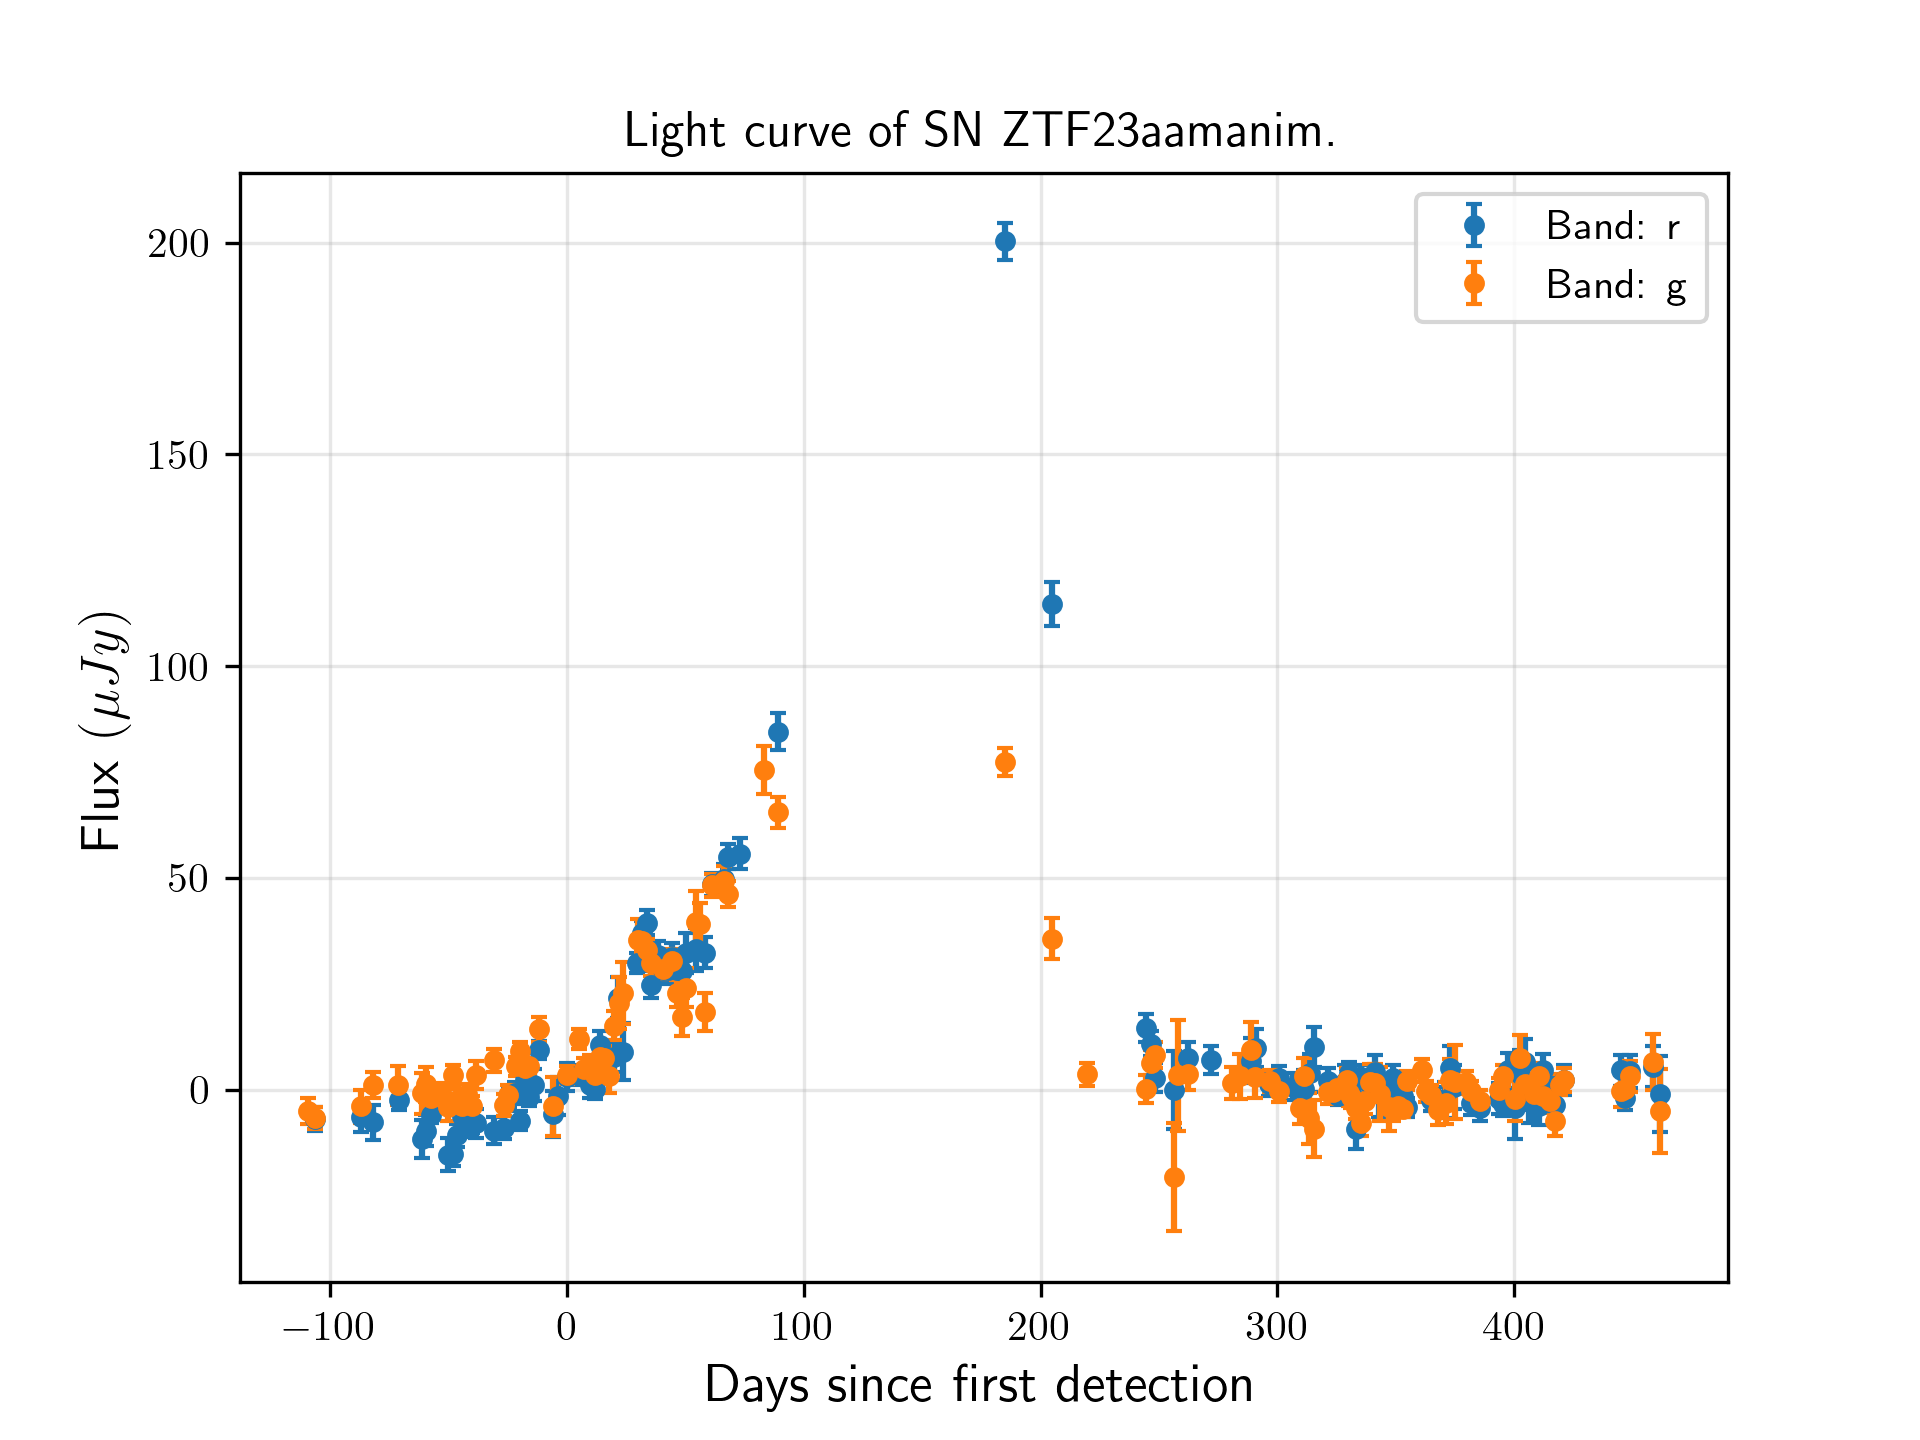 Light curve of SN ZTF23aamanim.
Band: r
Band: g
200
150
100
50
0
Flux (μJy)
−100 0 100 200 300 400
Days since first detection